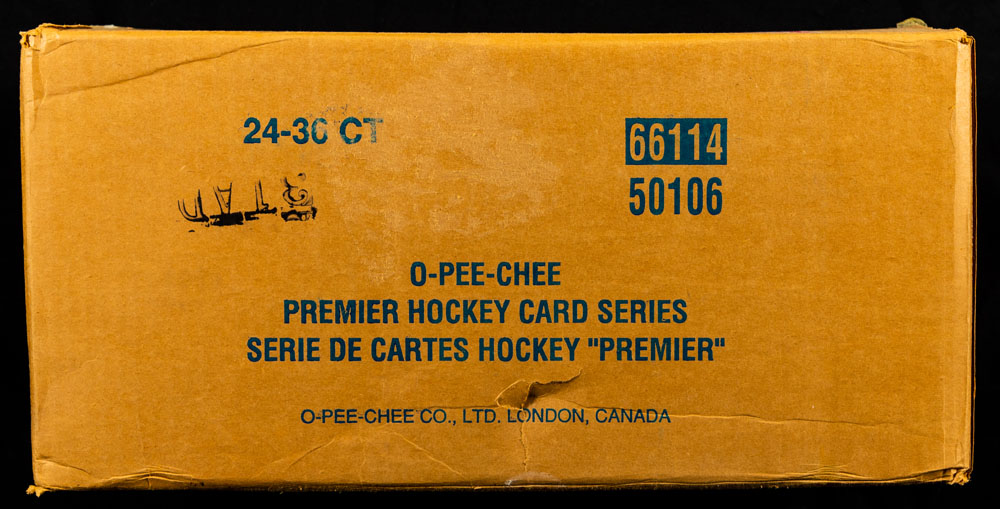 24-36 CT
66114
50106
O-PEE-CHEE
PREMIER HOCKEY CARD SERIES
SERIE DE CARTES HOCKEY "PREMIER"
O-PEE-CHEE CO., LTD. LONDON, CANADA